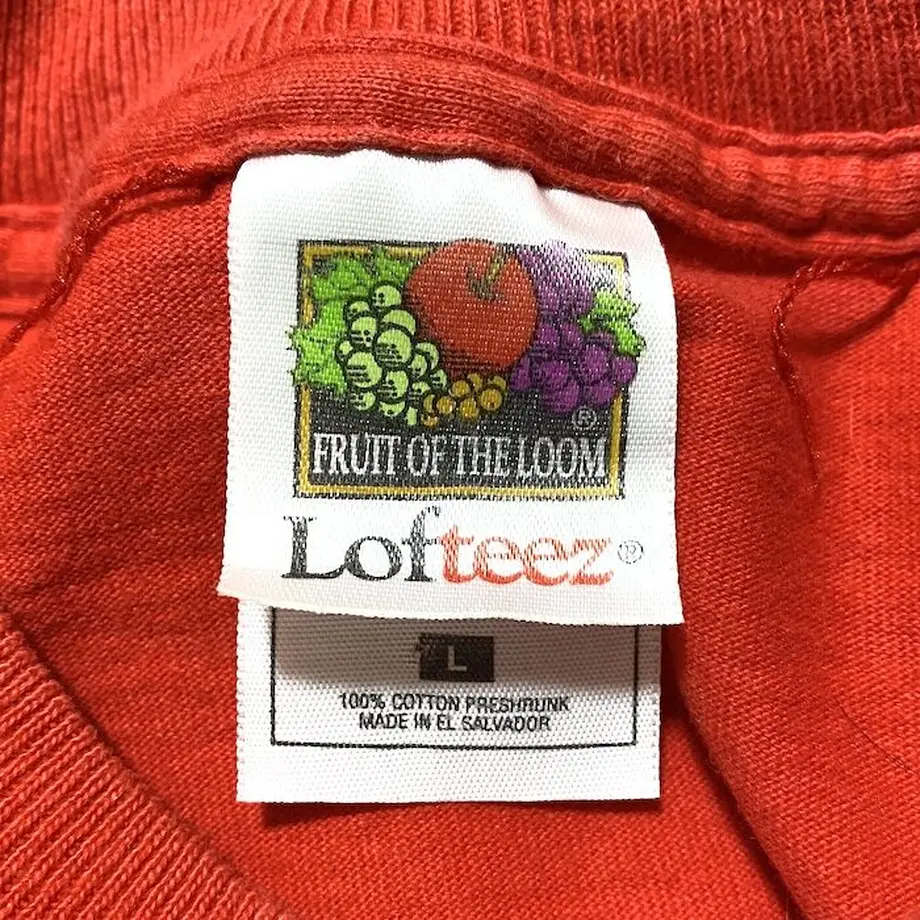 ®
FRUIT OF THE LOOM
Lofteez®
L
100% COTTON PRESHRUNK
MADE IN EL SALVADOR